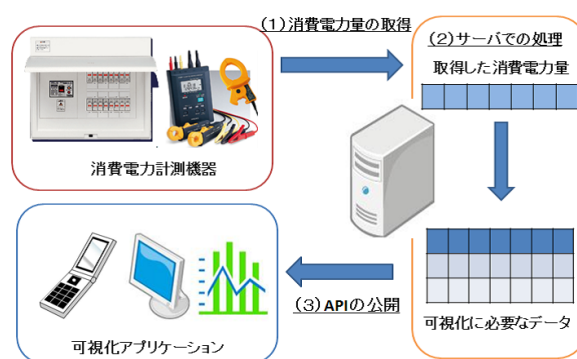 (1)消費電力量の取得
(2)サーバでの処理
取得した消費電力量
消費電力計測機器
(3)APIの公開
可視化に必要なデータ
可視化アプリケーション